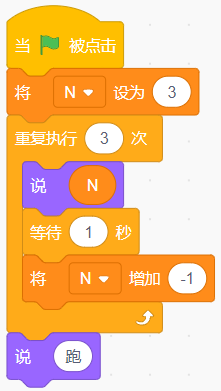 当 被点击
将 N 设为 3
重复执行 3 次
说 N
等待 1 秒
将 N 增加 -1
说 跑